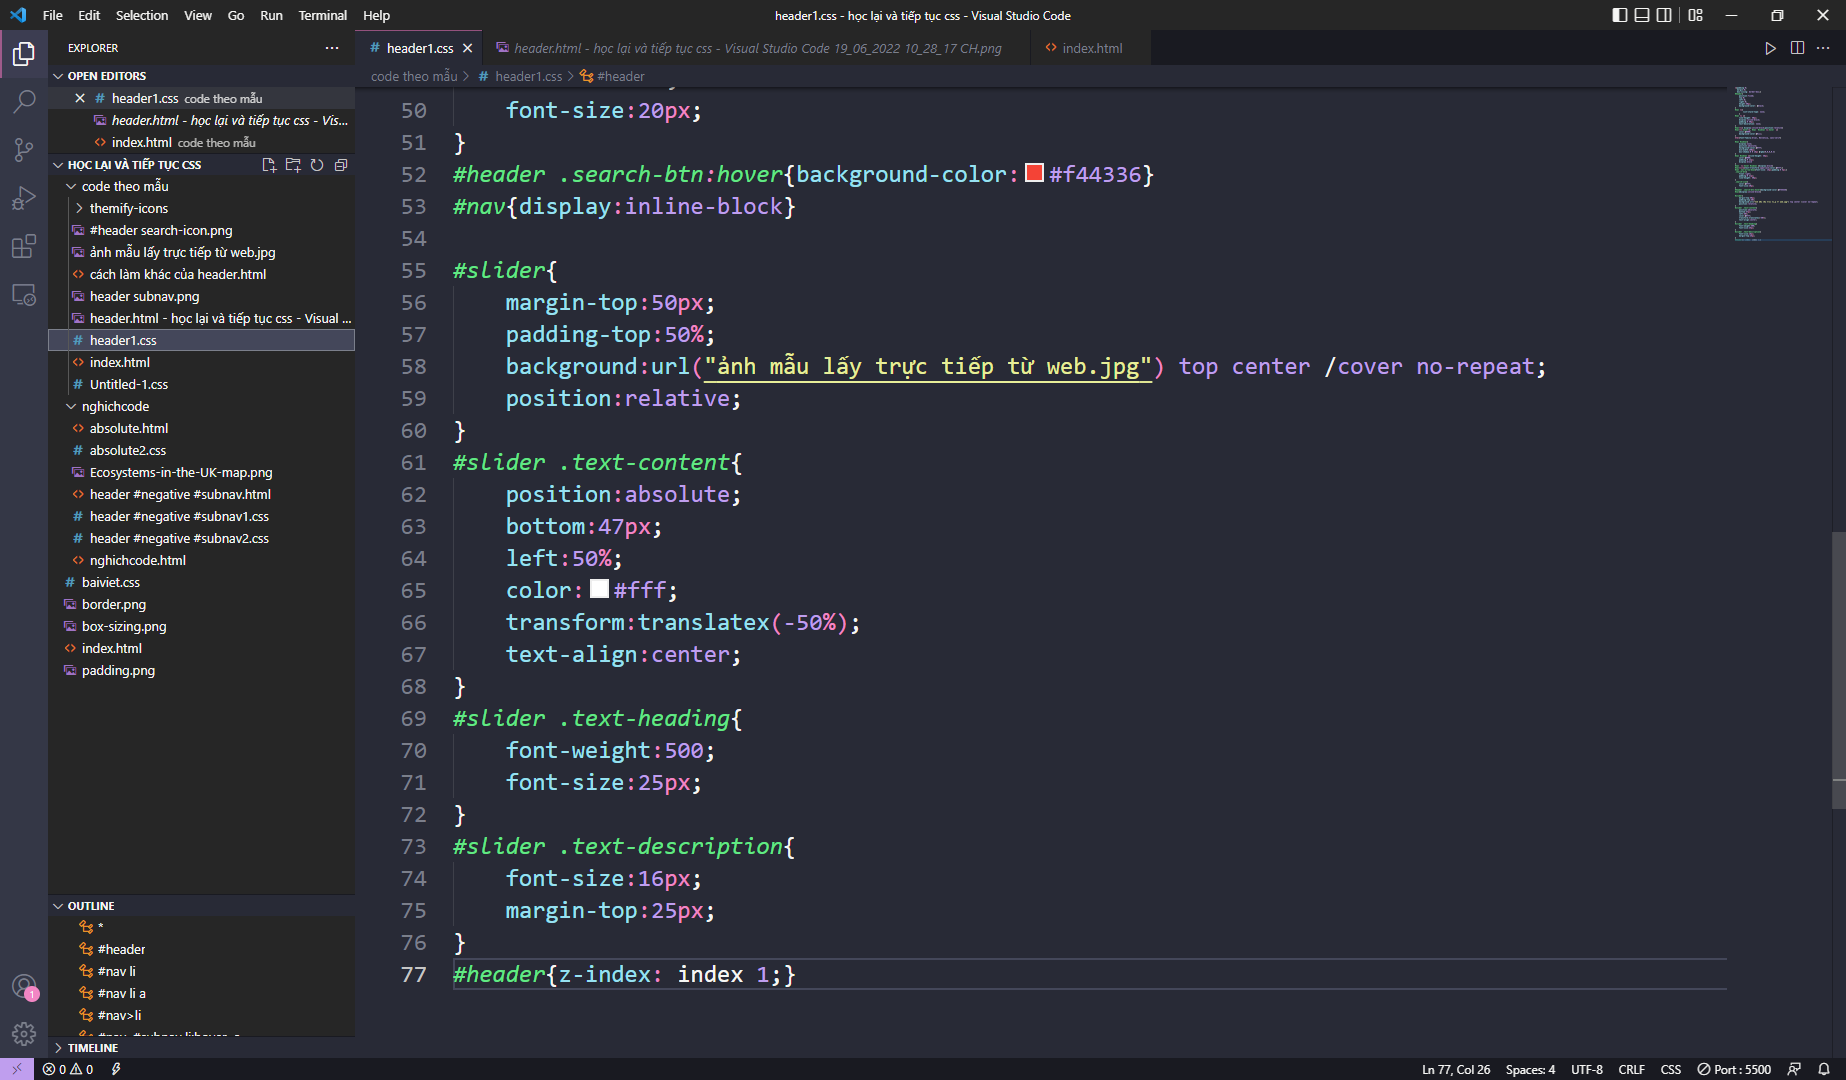 File Edit Selection View Go Run Terminal Help
header1.css - học lại và tiếp tục css - Visual Studio Code
EXPLORER
OPEN EDITORS
header1.css code theo mẫu
header.html - học lại và tiếp tục css - Vis...
index.html code theo mẫu
HỌC LẠI VÀ TIẾP TỤC CSS
code theo mẫu
themify-icons
#header search-icon.png
ảnh mẫu lấy trực tiếp từ web.jpg
cách làm khác của header.html
header subnav.png
header.html - học lại và tiếp tục css - Visual ...
header1.css
index.html
Untitled-1.css
nghichcode
absolute.html
absolute2.css
Ecosystems-in-the-UK-map.png
header #negative #subnav.html
header #negative #subnav1.css
header #negative #subnav2.css
nghichcode.html
baiviet.css
border.png
box-sizing.png
index.html
padding.png
OUTLINE
*
#header
#nav li
#nav li a
#nav>li
TIMELINE
1
header1.css
header.html - học lại và tiếp tục css - Visual Studio Code 19_06_2022 10_28_17 CH.png
index.html
code theo mẫu > # header1.css > #header
50 font-size:20px;
51 }
52 #header .search-btn:hover{background-color:#f44336}
53 #nav{display:inline-block}
54
55 #slider{
56 margin-top:50px;
57 padding-top:50%;
58 background:url("ảnh mẫu lấy trực tiếp từ web.jpg") top center /cover no-repeat;
59 position:relative;
60 }
61 #slider .text-content{
62 position:absolute;
63 bottom:47px;
64 left:50%;
65 color:#fff;
66 transform:translatex(-50%);
67 text-align:center;
68 }
69 #slider .text-heading{
70 font-weight:500;
71 font-size:25px;
72 }
73 #slider .text-description{
74 font-size:16px;
75 margin-top:25px;
76 }
77 #header{z-index: index 1;}
0 0
Ln 77, Col 26 Spaces: 4 UTF-8 CRLF CSS Port : 5500